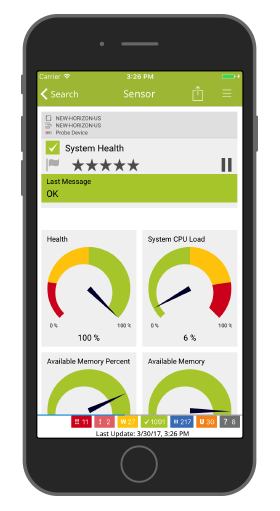 Carrier 3:26 PM
Search Sensor
NEW-HORIZON-US
NEW-HORIZON-US
Probe Device
System Health
Last Message
OK
Health
0 % 100 %
100 %
System CPU Load
0 % 100 %
6 %
Available Memory Percent
Available Memory
!! 11 ! 2 W 27 ✓ 1091 II 217 U 30 ? 8
Last Update: 3/30/17, 3:26 PM